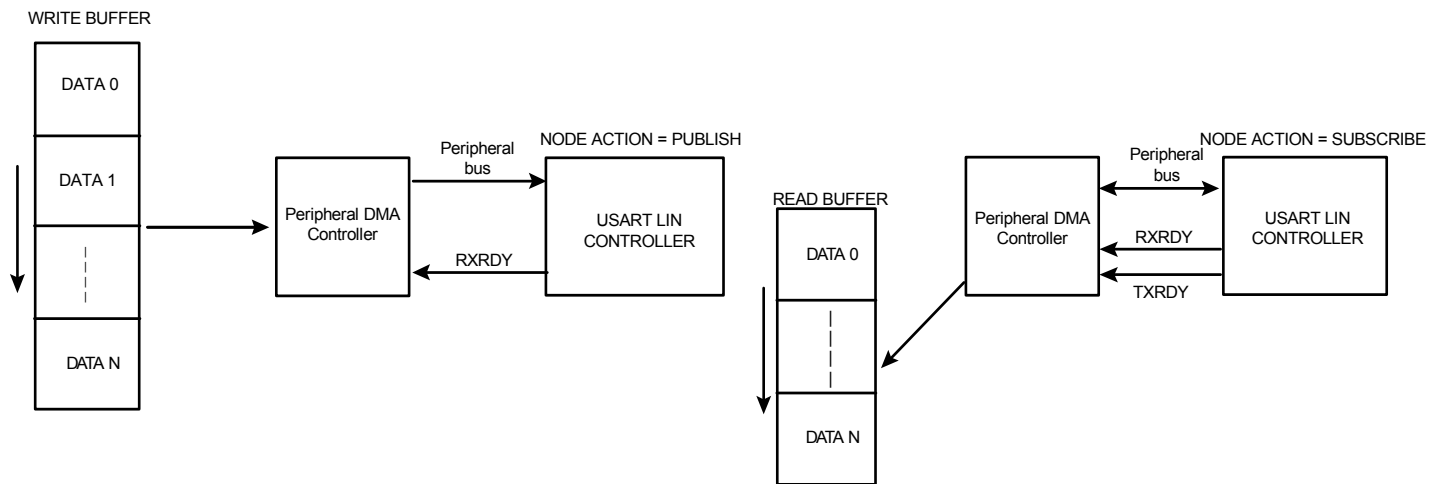 WRITE BUFFER
DATA 0
DATA 1
DATA N
Peripheral DMA
Controller
Peripheral
bus
RXRDY
NODE ACTION = PUBLISH
USART LIN
CONTROLLER
READ BUFFER
DATA 0
DATA N
Peripheral DMA
Controller
Peripheral
bus
RXRDY
TXRDY
NODE ACTION = SUBSCRIBE
USART LIN
CONTROLLER